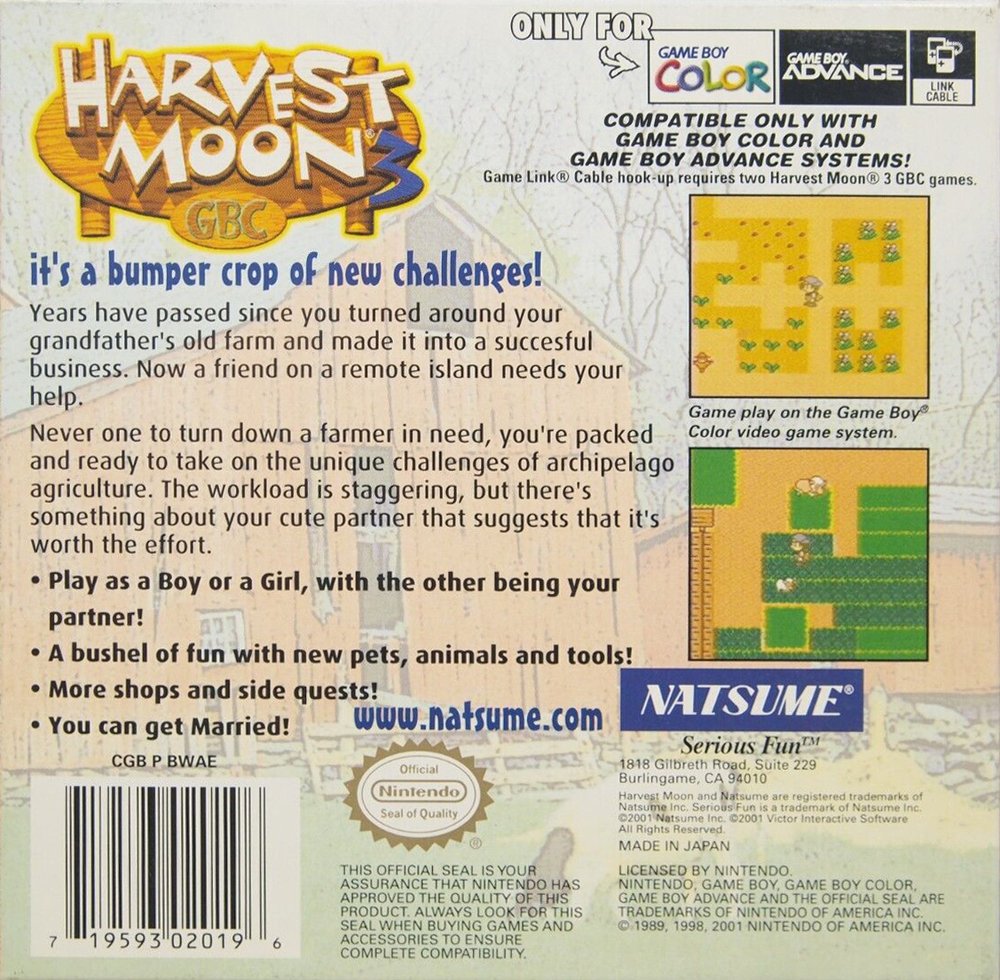 HARVEST
MOON® 3
GBC
ONLY FOR
GAME BOY
COLOR
GAME BOY
ADVANCE
LINK
CABLE
COMPATIBLE ONLY WITH
GAME BOY COLOR AND
GAME BOY ADVANCE SYSTEMS!
Game Link® Cable hook-up requires two Harvest Moon® 3 GBC games.
it's a bumper crop of new challenges!
Years have passed since you turned around your
grandfather's old farm and made it into a succesful
business. Now a friend on a remote island needs your
help.
Never one to turn down a farmer in need, you're packed
and ready to take on the unique challenges of archipelago
agriculture. The workload is staggering, but there's
something about your cute partner that suggests that it's
worth the effort.
• Play as a Boy or a Girl, with the other being your
partner!
• A bushel of fun with new pets, animals and tools!
• More shops and side quests!
• You can get Married!
Game play on the Game Boy®
Color video game system.
www.natsume.com
NATSUME®
Serious Fun™
1818 Gilbreth Road, Suite 229
Burlingame, CA 94010
Harvest Moon and Natsume are registered trademarks of
Natsume Inc. Serious Fun is a trademark of Natsume Inc.
©2001 Natsume Inc. ©2001 Victor Interactive Software
All Rights Reserved.
MADE IN JAPAN
CGB P BWAE
7 19593 02019 6
Official
Nintendo
Seal of Quality
®
THIS OFFICIAL SEAL IS YOUR
ASSURANCE THAT NINTENDO HAS
APPROVED THE QUALITY OF THIS
PRODUCT. ALWAYS LOOK FOR THIS
SEAL WHEN BUYING GAMES AND
ACCESSORIES TO ENSURE
COMPLETE COMPATIBILITY.
LICENSED BY NINTENDO.
NINTENDO, GAME BOY, GAME BOY COLOR,
GAME BOY ADVANCE AND THE OFFICIAL SEAL ARE
TRADEMARKS OF NINTENDO OF AMERICA INC.
© 1989, 1998, 2001 NINTENDO OF AMERICA INC.